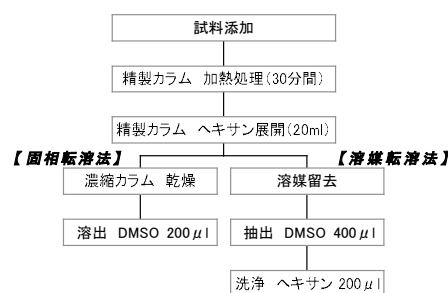 試料添加
精製カラム 加熱処理(30分間)
精製カラム ヘキサン展開(20ml)
【固相転溶法】
【溶媒転溶法】
濃縮カラム 乾燥
溶媒留去
溶出 DMSO 200μl
抽出 DMSO 400μl
洗浄 ヘキサン 200μl